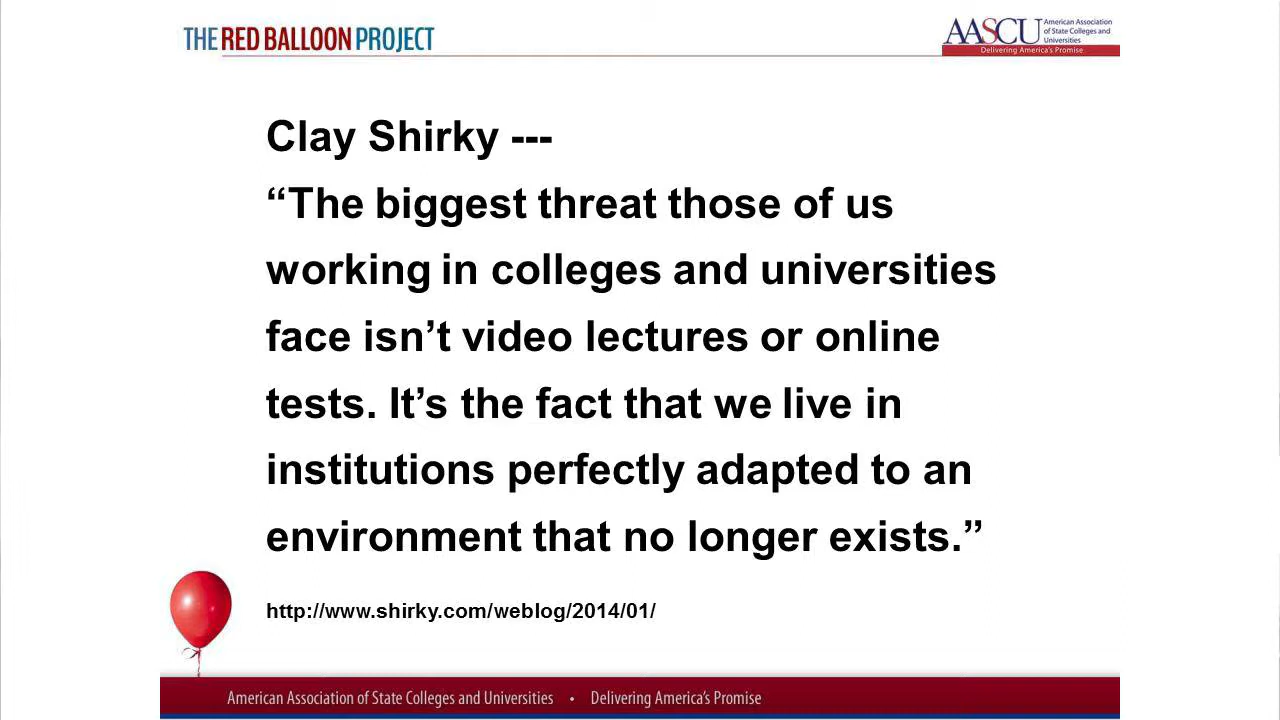 THE RED BALLOON PROJECT
AASCU
American Association
of State Colleges and
Universities
Delivering America's Promise
Clay Shirky ---
“The biggest threat those of us
working in colleges and universities
face isn’t video lectures or online
tests. It’s the fact that we live in
institutions perfectly adapted to an
environment that no longer exists.”
http://www.shirky.com/weblog/2014/01/
American Association of State Colleges and Universities • Delivering America's Promise